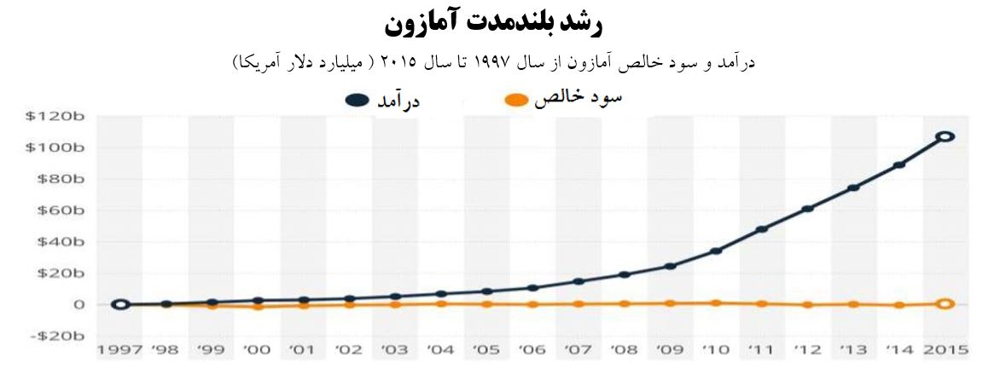 رشد بلندمدت آمازون
درآمد و سود خالص آمازون از سال ۱۹۹۷ تا سال ۲۰۱۵ ( میلیارد دلار آمریکا)
سود خالص
درآمد
$120b
$100b
$80b
$60b
$40b
$20b
0
-$20b
1997 ‘98 ‘99 ‘00 ‘01 ‘02 ‘03 ‘04 ‘05 ‘06 ‘07 ‘08 ‘09 ‘10 ‘11 ‘12 ‘13 ‘14 2015